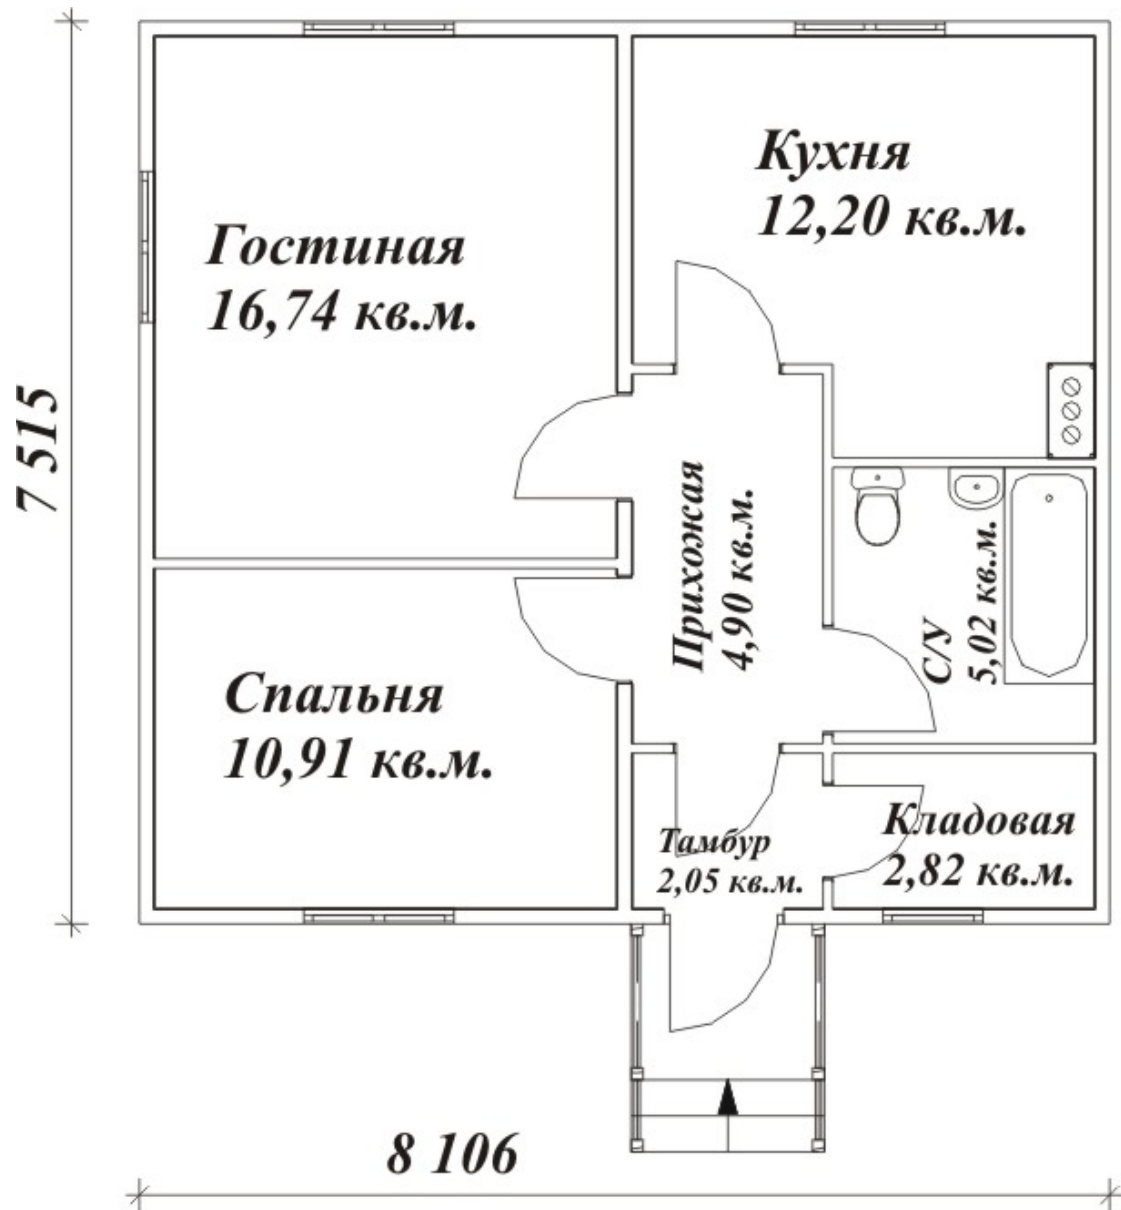 Кухня
12,20 кв.м.
Гостиная
16,74 кв.м.
7 515
Прихожая
4,90 кв.м.
С/У
5,02 кв.м.
Спальня
10,91 кв.м.
Тамбур
2,05 кв.м.
Кладовая
2,82 кв.м.
8 106